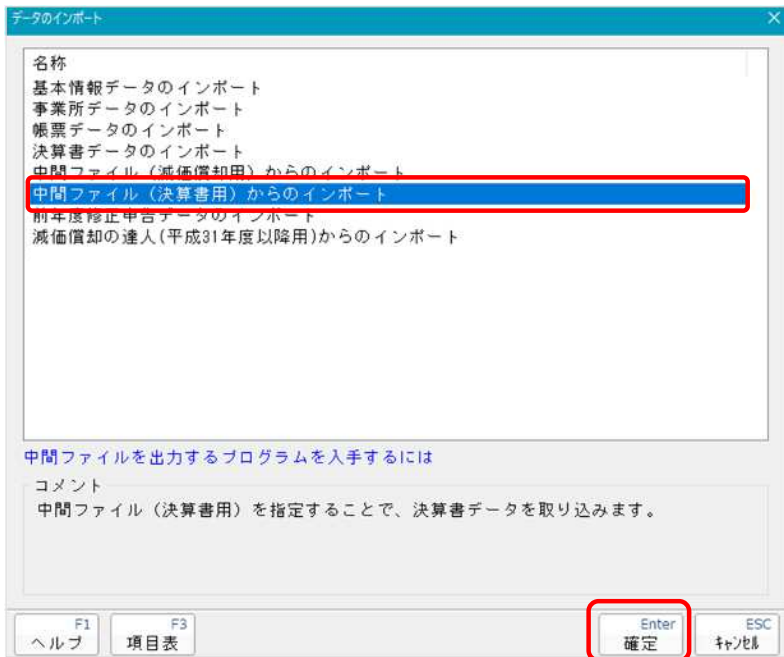 データのインポート
名称
基本情報データのインポート
事業所データのインポート
帳票データのインポート
決算書データのインポート
中間ファイル（減価償却用）からのインポート
中間ファイル（決算書用）からのインポート
前年度修正申告データのインポート
減価償却の達人(平成31年度以降用)からのインポート
中間ファイルを出力するプログラムを入手するには
コメント
中間ファイル（決算書用）を指定することで、決算書データを取り込みます。
F1 F3 Enter ESC
ヘルプ 項目表 確定 ｷｬﾝｾﾙ